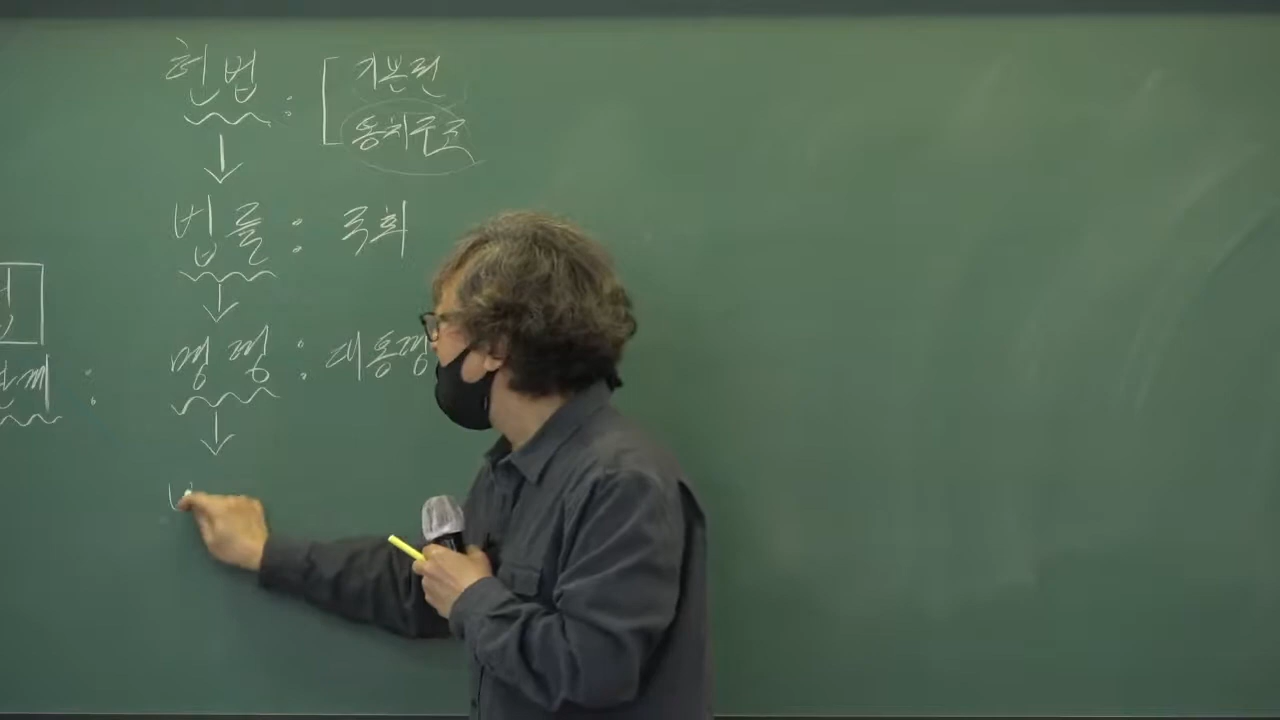 헌법 : 기본권
통치구조
법률 : 국회
명령 : 대통령